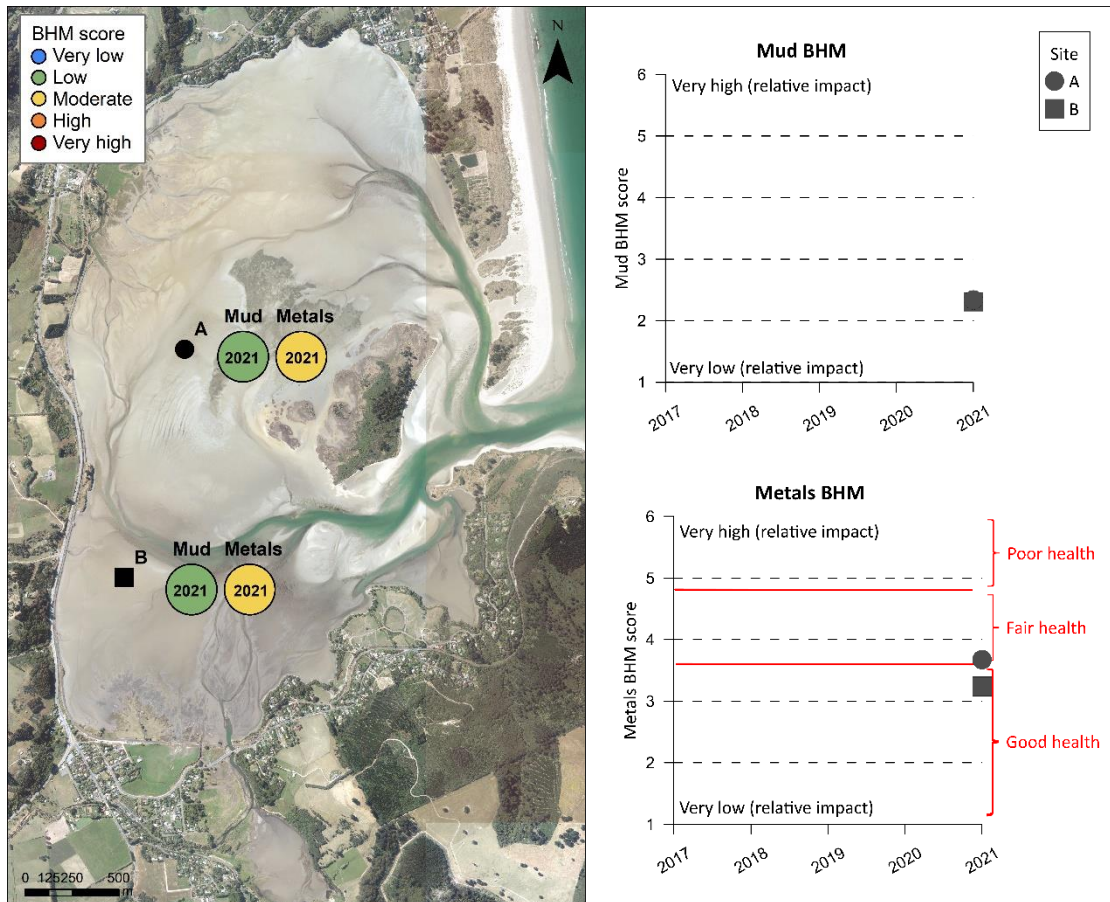 BHM score
Very low
Low
Moderate
High
Very high
N
A
Mud
Metals
2021
2021
B
Mud
Metals
2021
2021
0 125250 500
m
Mud BHM
Site
A
B
Mud BHM score
6
5
4
3
2
1
Very high (relative impact)
Very low (relative impact)
2017
2018
2019
2020
2021
Metals BHM
Metals BHM score
6
5
4
3
2
1
Very high (relative impact)
Very low (relative impact)
Poor health
Fair health
Good health
2017
2018
2019
2020
2021